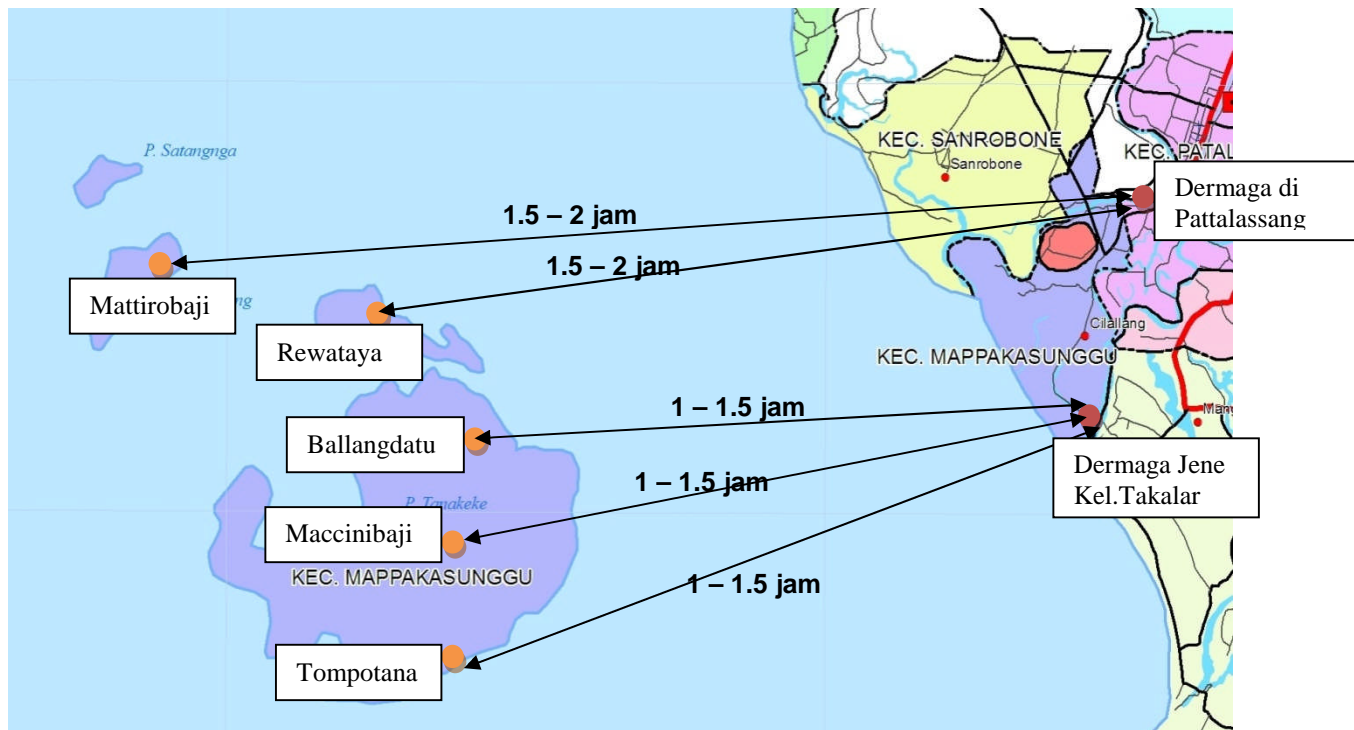 KEC. SANROBONE
Sanrobone
KEC. PATAL
P. Satangnga
Dermaga di
Pattalassang
1.5 – 2 jam
1.5 – 2 jam
Mattirobaji
ng
Rewataya
Cilallang
KEC. MAPPAKASUNGGU
1 – 1.5 jam
Ballangdatu
Dermaga Jene
Kel.Takalar
1 – 1.5 jam
P. Tanakeke
Maccinibaji
KEC. MAPPAKASUNGGU
1 – 1.5 jam
Tompotana